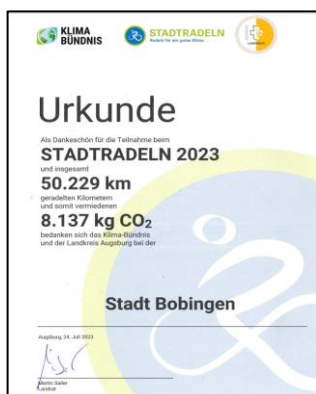 KLIMA
BÜNDNIS
STADTRADELN
Radeln für ein gutes Klima
Urkunde
Als Dankeschön für die Teilnahme beim
STADTRADELN 2023
und insgesamt
50.229 km
geradelten Kilometern
und somit vermiedenen
8.137 kg CO₂
bedanken sich das Klima-Bündnis
und der Landkreis Augsburg bei der
Stadt Bobingen
Augsburg, 24. Juli 2023
Martin Sailer
Landrat